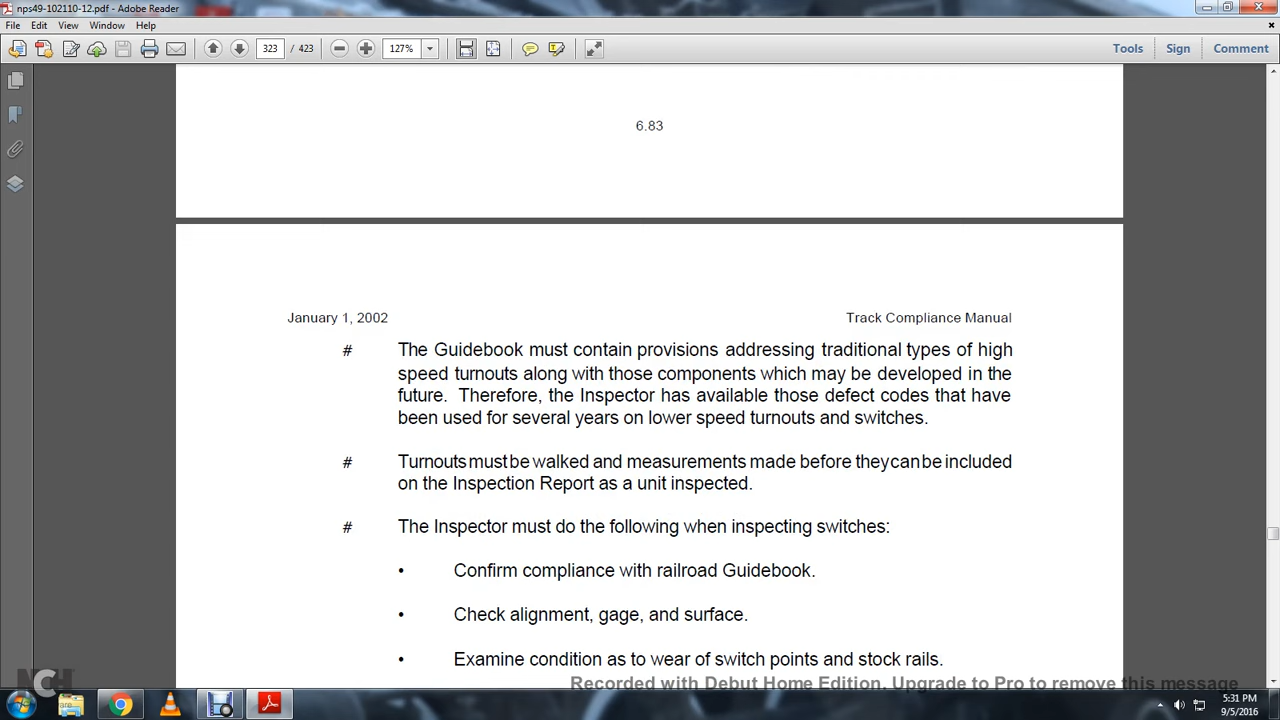 nps49-102110-12.pdf - Adobe Reader
File Edit View Window Help
323 / 423 127% Tools Sign Comment
6.83
January 1, 2002 Track Compliance Manual
# The Guidebook must contain provisions addressing traditional types of high
speed turnouts along with those components which may be developed in the
future. Therefore, the Inspector has available those defect codes that have
been used for several years on lower speed turnouts and switches.
# Turnouts must be walked and measurements made before they can be included
on the Inspection Report as a unit inspected.
# The Inspector must do the following when inspecting switches:
• Confirm compliance with railroad Guidebook.
• Check alignment, gage, and surface.
• Examine condition as to wear of switch points and stock rails.
Recorded with Debut Home Edition. Upgrade to Pro to remove this message
NCH
5:31 PM
9/5/2016